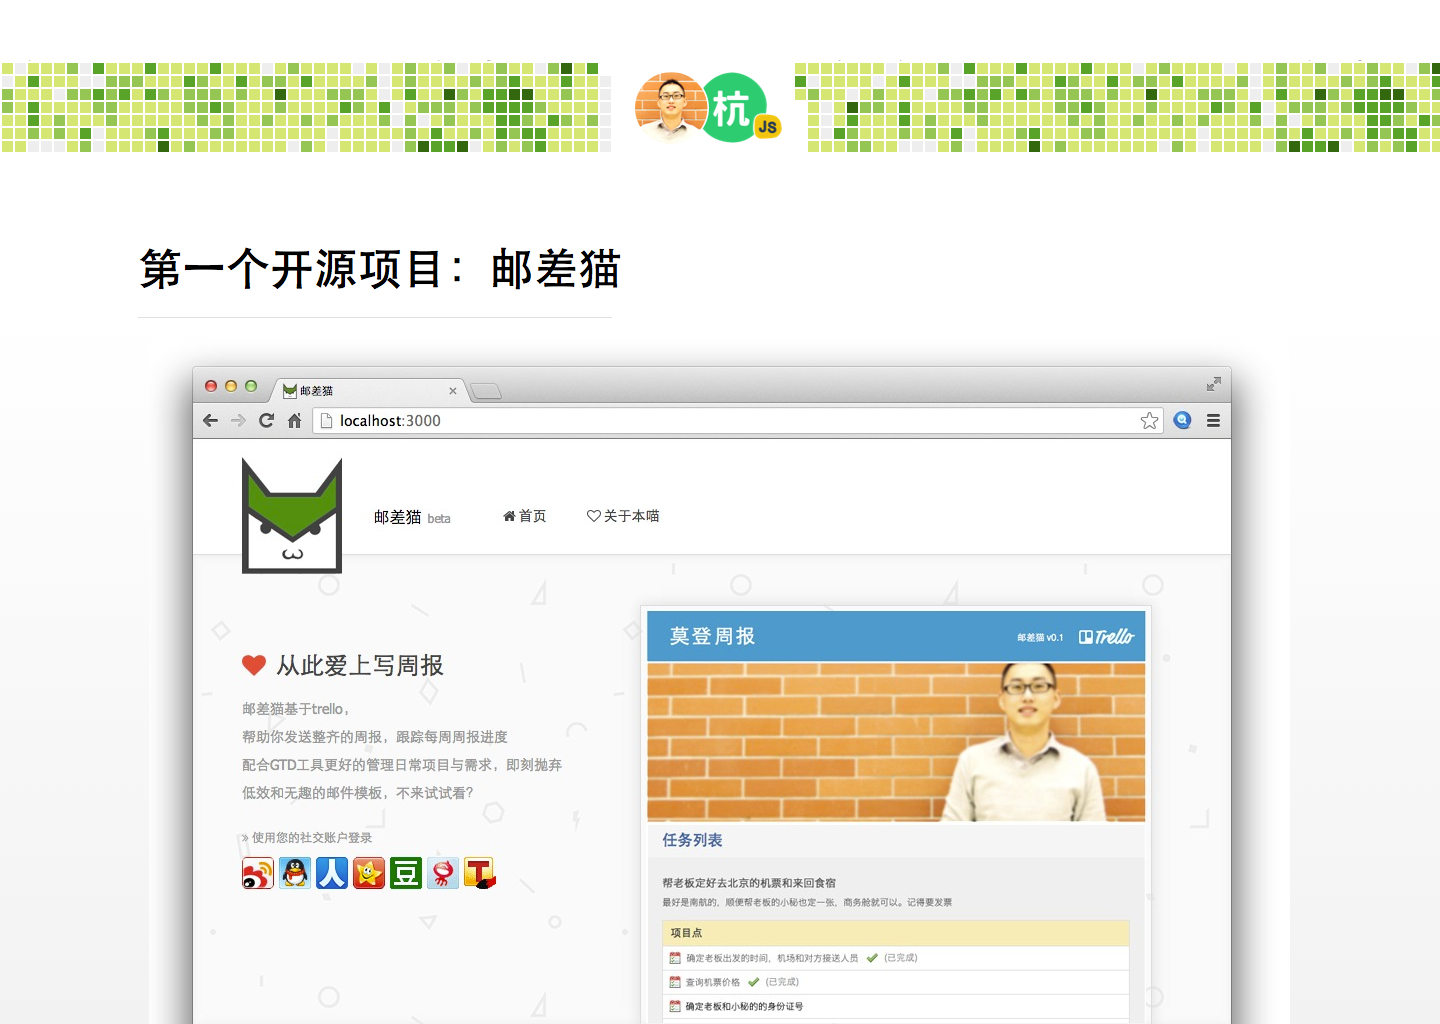 杭
JS
第一个开源项目：邮差猫
邮差猫
localhost:3000
邮差猫 beta
首页
关于本喵
从此爱上写周报
邮差猫基于trello，
帮助你发送整齐的周报，跟踪每周周报进度
配合GTD工具更好的管理日常项目与需求，即刻抛弃
低效和无趣的邮件模板，不来试试看？
» 使用您的社交账户登录
人
豆
T
莫登周报
邮差猫 v0.1
Trello
任务列表
帮老板定好去北京的机票和来回食宿
最好是南航的，顺便帮老板的小秘也定一张，商务舱就可以。记得要发票
项目点
确定老板出发的时间，机场和对方接送人员 (已完成)
查询机票价格 (已完成)
确定老板和小秘的的身份证号